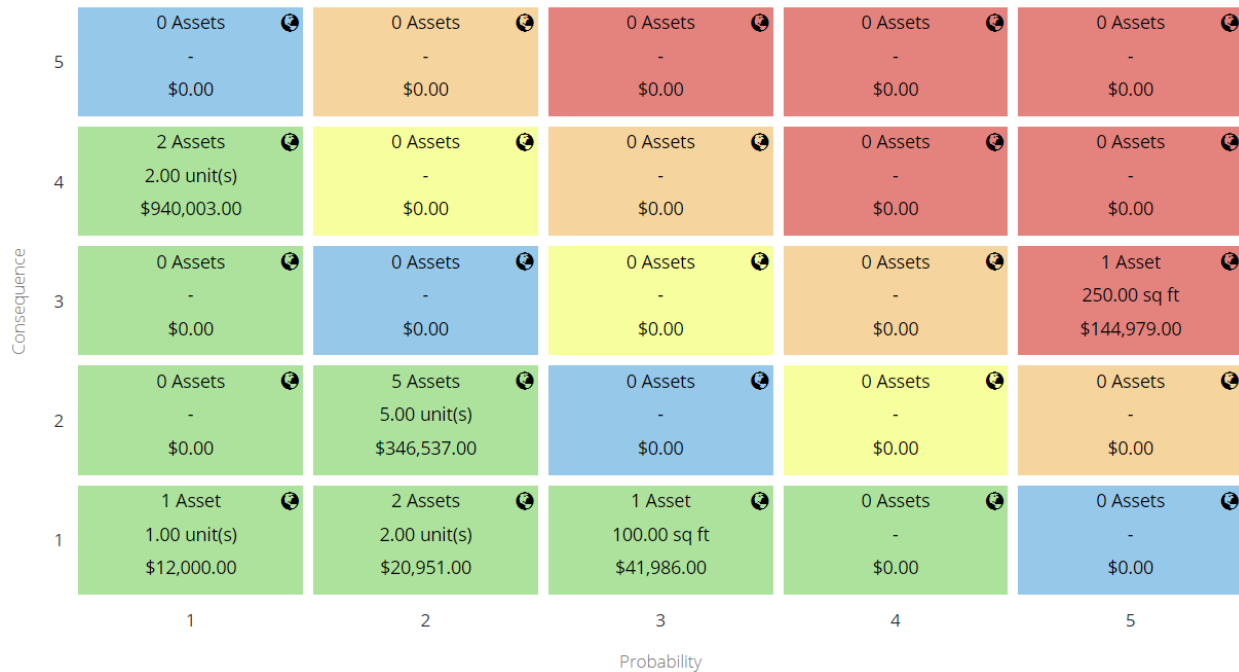 0 Assets
-
$0.00
0 Assets
-
$0.00
0 Assets
-
$0.00
0 Assets
-
$0.00
0 Assets
-
$0.00
5
2 Assets
2.00 unit(s)
$940,003.00
0 Assets
-
$0.00
0 Assets
-
$0.00
0 Assets
-
$0.00
0 Assets
-
$0.00
4
0 Assets
-
$0.00
0 Assets
-
$0.00
0 Assets
-
$0.00
0 Assets
-
$0.00
1 Asset
250.00 sq ft
$144,979.00
3
Consequence
0 Assets
-
$0.00
5 Assets
5.00 unit(s)
$346,537.00
0 Assets
-
$0.00
0 Assets
-
$0.00
0 Assets
-
$0.00
2
1 Asset
1.00 unit(s)
$12,000.00
2 Assets
2.00 unit(s)
$20,951.00
1 Asset
100.00 sq ft
$41,986.00
0 Assets
-
$0.00
0 Assets
-
$0.00
1
1 2 3 4 5
Probability